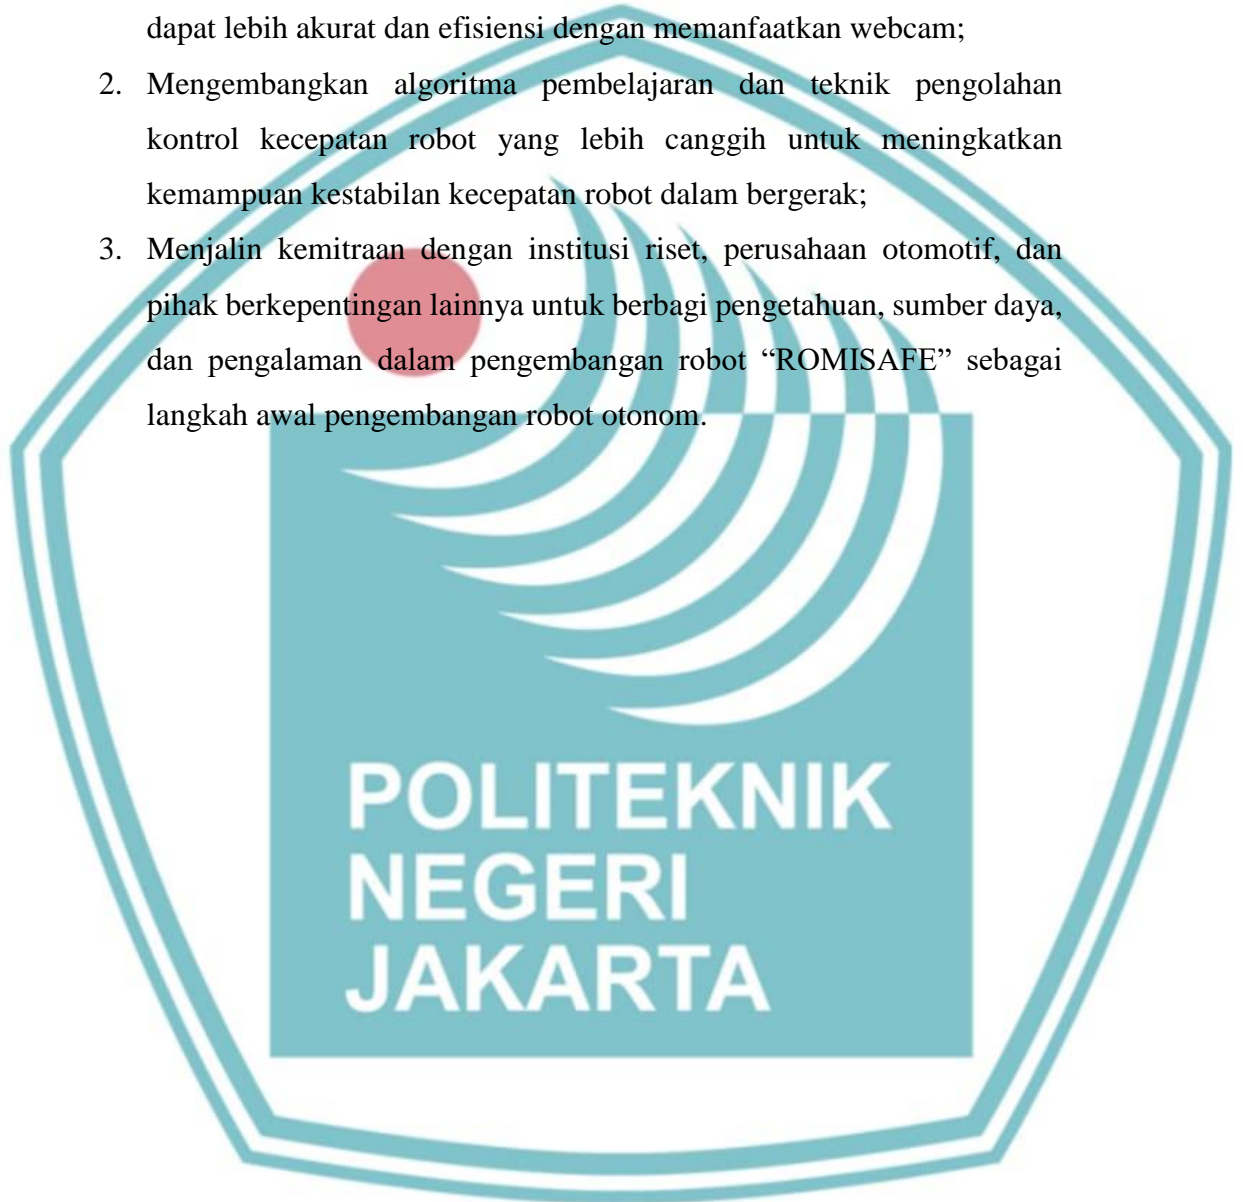 dapat lebih akurat dan efisiensi dengan memanfaatkan webcam;
2. Mengembangkan algoritma pembelajaran dan teknik pengolahan
kontrol kecepatan robot yang lebih canggih untuk meningkatkan
kemampuan kestabilan kecepatan robot dalam bergerak;
3. Menjalin kemitraan dengan institusi riset, perusahaan otomotif, dan
pihak berkepentingan lainnya untuk berbagi pengetahuan, sumber daya,
dan pengalaman dalam pengembangan robot “ROMISAFE” sebagai
langkah awal pengembangan robot otonom.
POLITEKNIK
NEGERI
JAKARTA